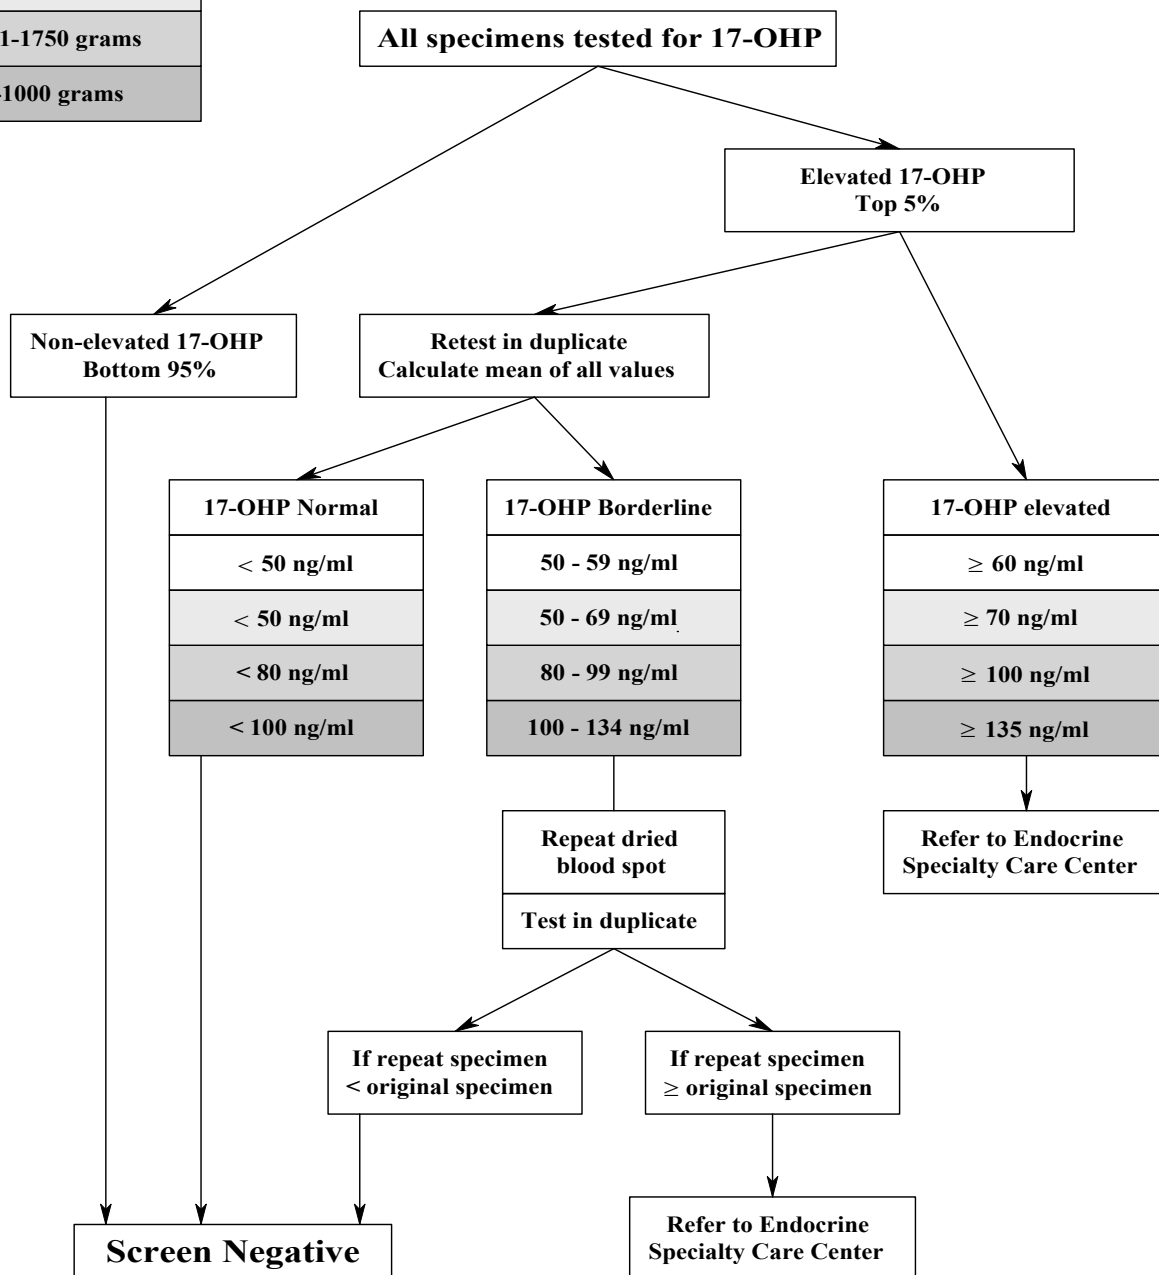 1-1750 grams
1000 grams
All specimens tested for 17-OHP
Elevated 17-OHP
Top 5%
Non-elevated 17-OHP
Bottom 95%
Retest in duplicate
Calculate mean of all values
17-OHP Normal
< 50 ng/ml
< 50 ng/ml
< 80 ng/ml
< 100 ng/ml
17-OHP Borderline
50 - 59 ng/ml
50 - 69 ng/ml
80 - 99 ng/ml
100 - 134 ng/ml
17-OHP elevated
≥ 60 ng/ml
≥ 70 ng/ml
≥ 100 ng/ml
≥ 135 ng/ml
Repeat dried
blood spot
Test in duplicate
Refer to Endocrine
Specialty Care Center
If repeat specimen
< original specimen
If repeat specimen
≥ original specimen
Screen Negative
Refer to Endocrine
Specialty Care Center